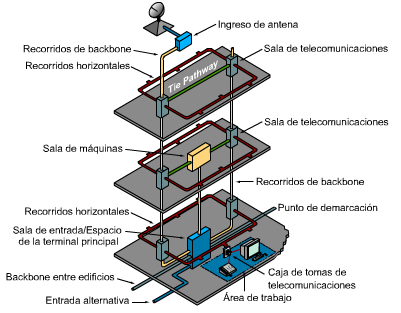 Ingreso de antena
Recorridos de backbone
Sala de telecomunicaciones
Recorridos horizontales
Tie Pathway
Sala de telecomunicaciones
Sala de máquinas
Recorridos de backbone
Recorridos horizontales
Punto de demarcación
Sala de entrada/Espacio
de la terminal principal
Backbone entre edificios
Caja de tomas de
telecomunicaciones
Entrada alternativa
Área de trabajo